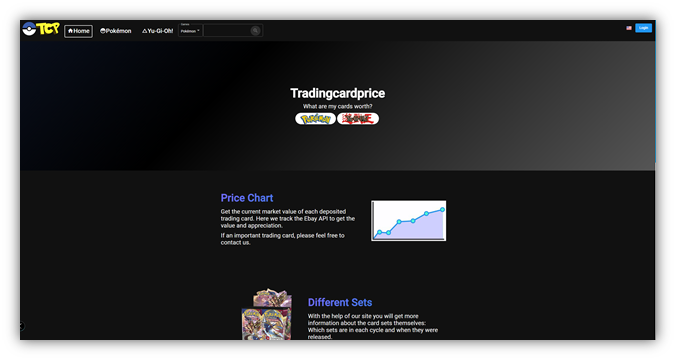 TCP
Home
Pokémon
Yu-Gi-Oh!
Games
Pokémon
Login
Tradingcardprice
What are my cards worth?
Pokémon
Price Chart
Get the current market value of each deposited
trading card. Here we track the Ebay API to get the
value and appreciation.
If an important trading card, please feel free to
contact us.
Different Sets
With the help of our site you will get more
information about the card sets themselves:
Which sets are in each cycle and when they were
released.